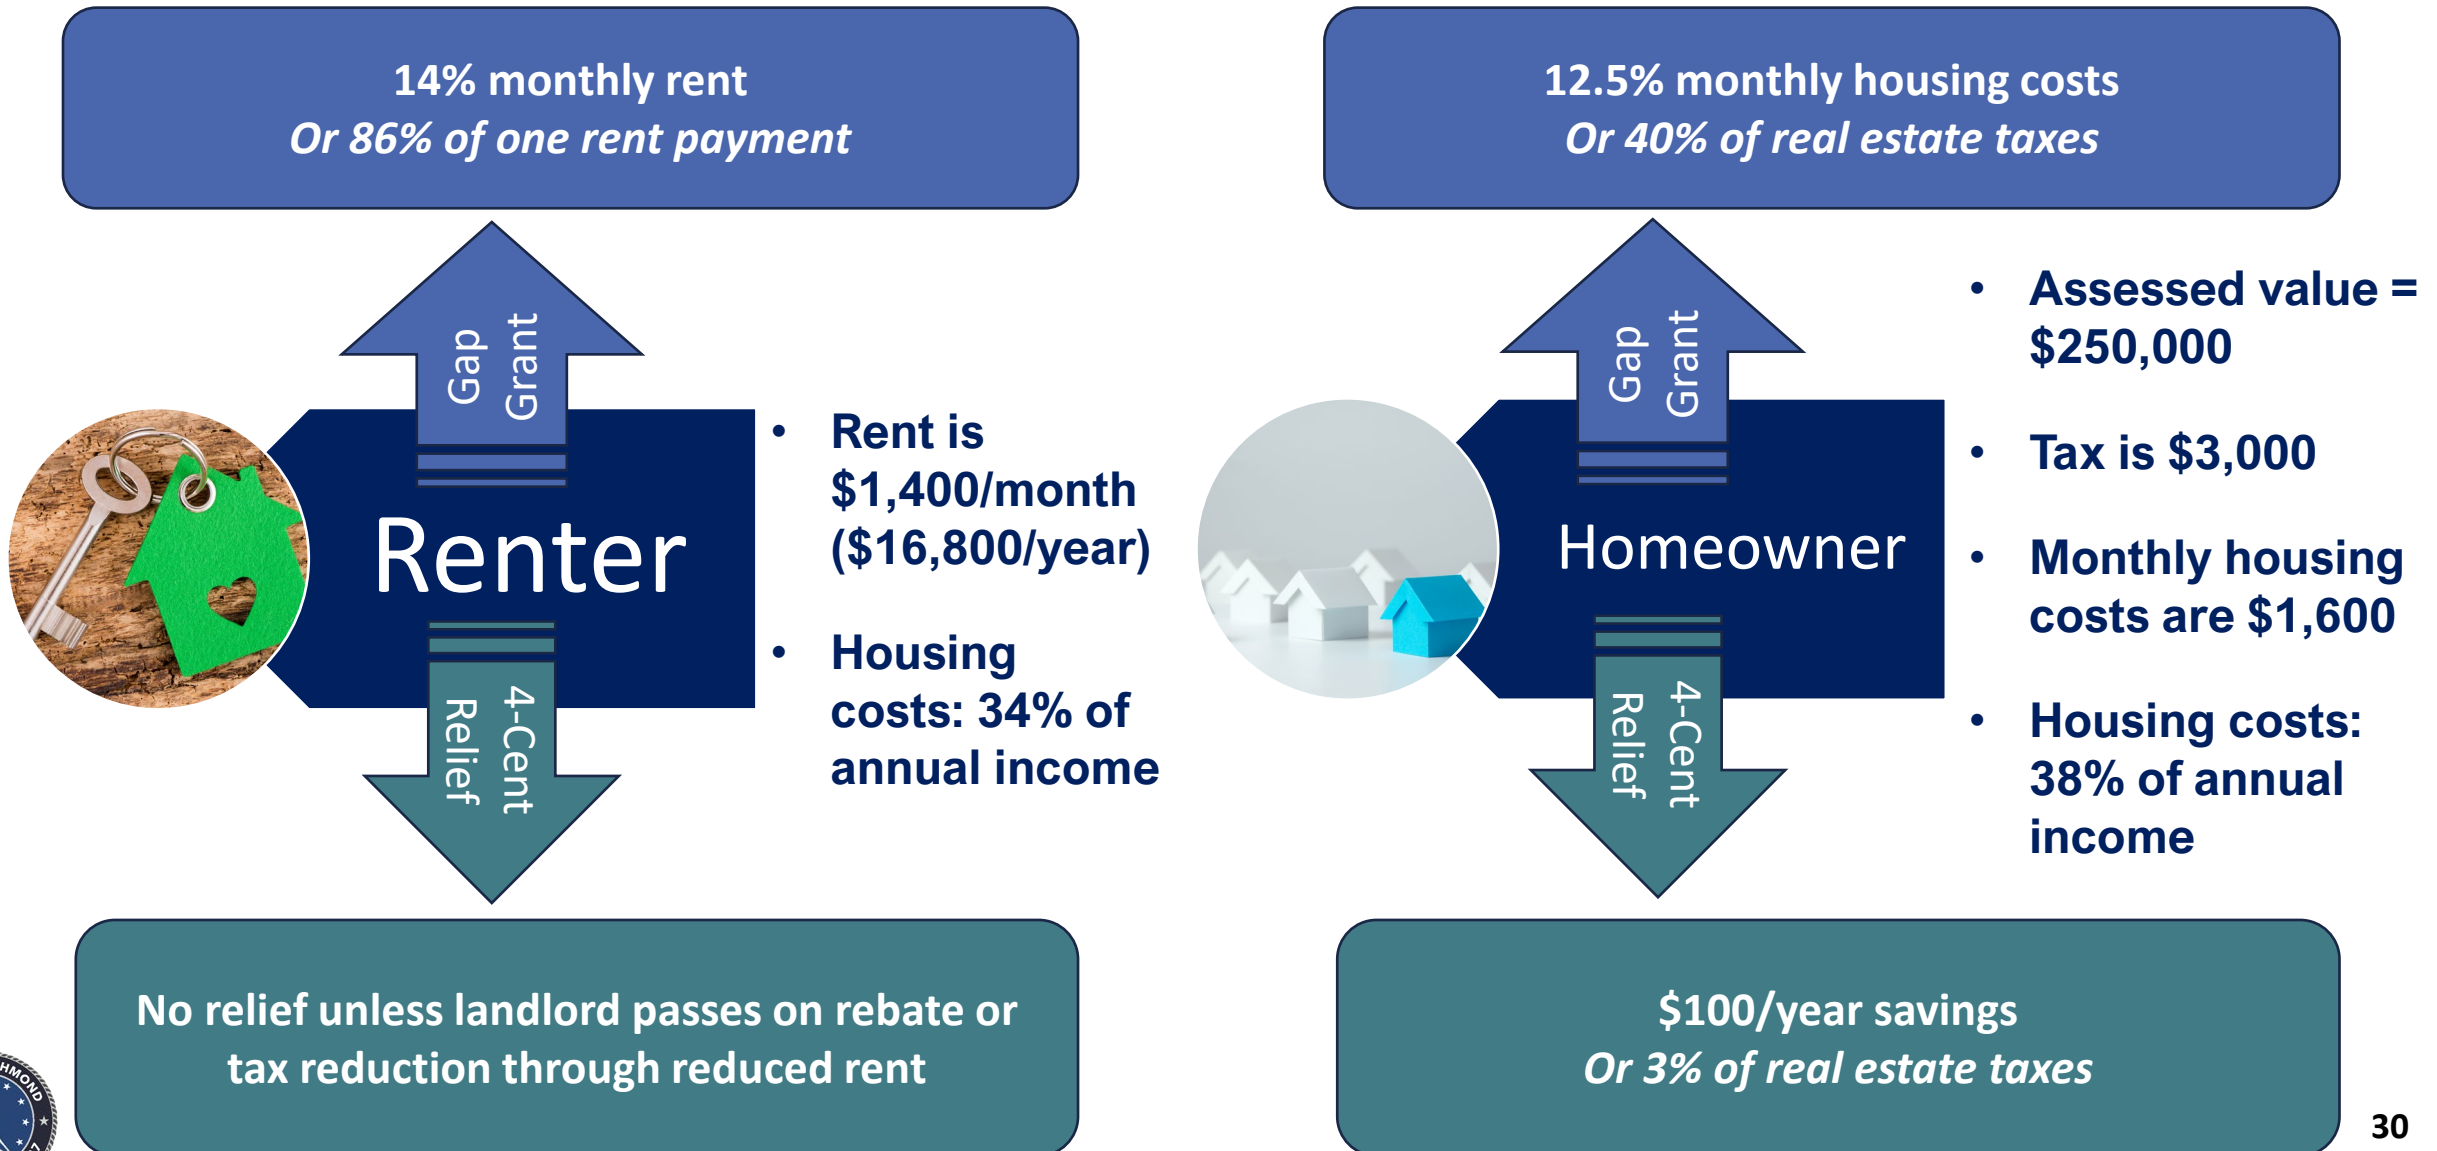 14% monthly rent
Or 86% of one rent payment
Gap
Grant
Renter
4-Cent
Relief
• Rent is
$1,400/month
($16,800/year)
• Housing
costs: 34% of
annual income
No relief unless landlord passes on rebate or
tax reduction through reduced rent
12.5% monthly housing costs
Or 40% of real estate taxes
Gap
Grant
Homeowner
4-Cent
Relief
• Assessed value =
$250,000
• Tax is $3,000
• Monthly housing
costs are $1,600
• Housing costs:
38% of annual
income
$100/year savings
Or 3% of real estate taxes
30